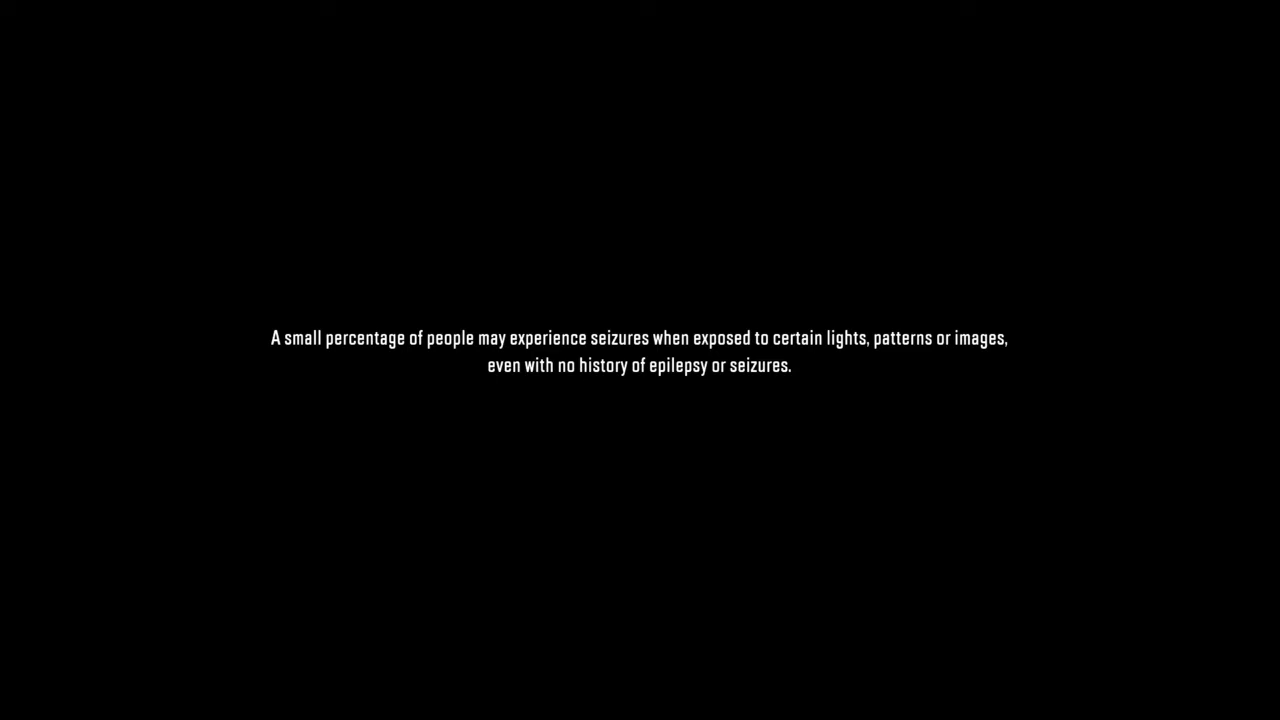 A small percentage of people may experience seizures when exposed to certain lights, patterns or images,
even with no history of epilepsy or seizures.